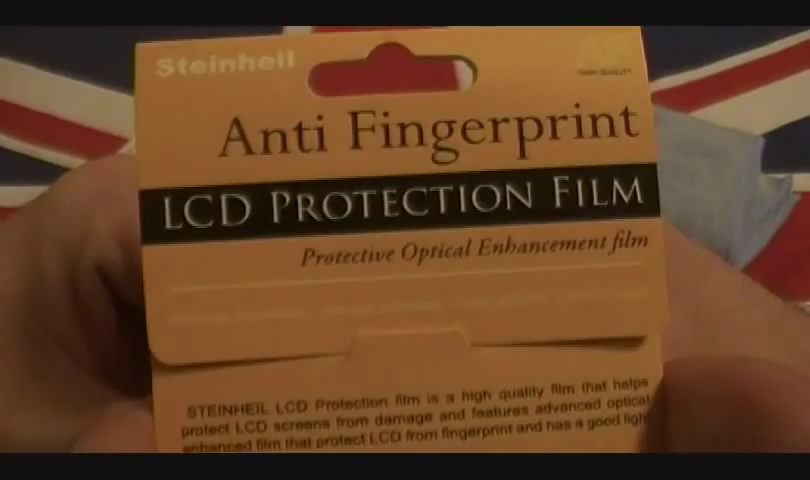 Steinheil
AF
HIGH QUALITY
Anti Fingerprint
LCD PROTECTION FILM
Protective Optical Enhancement film
STEINHEIL LCD Protection film is a high quality film that helps
protect LCD screens from damage and features advanced optical
enhanced film that protect LCD from fingerprint and has a good ligh